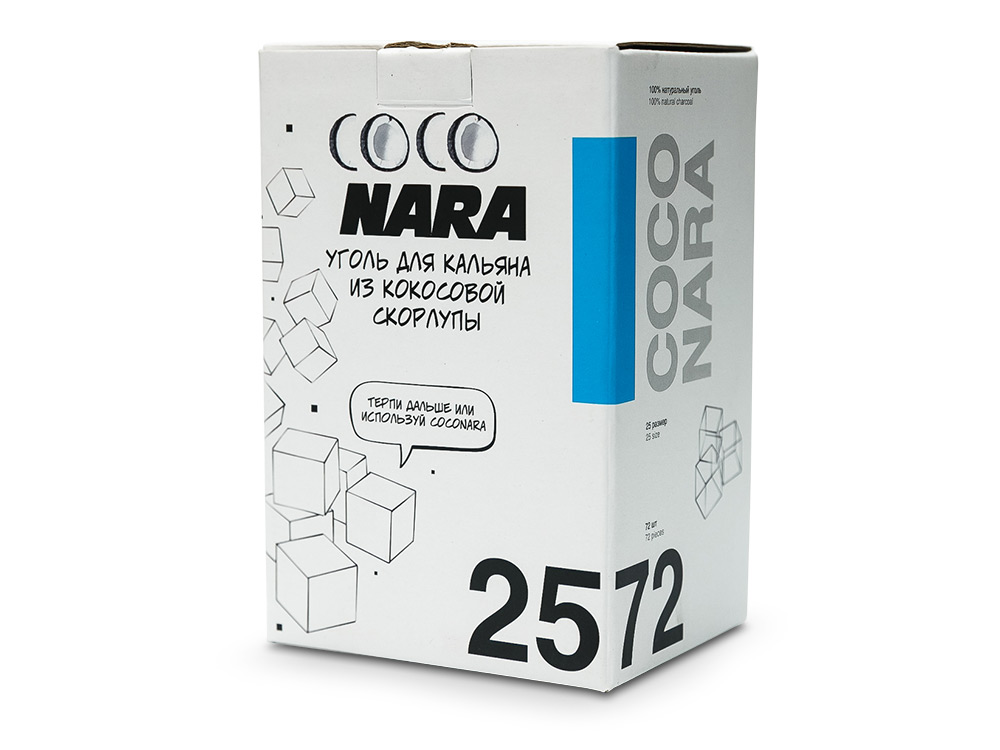 COCO
NARA
УГОЛЬ ДЛЯ КАЛЬЯНА
ИЗ КОКОСОВОЙ
СКОРЛУПЫ
ТЕРПИ ДАЛЬШЕ ИЛИ
ИСПОЛЬЗУЙ COCONARA
25
100% натуральный уголь
100% natural charcoal
COCO
NARA
25 размер
25 size
72 шт
72 pieces
72